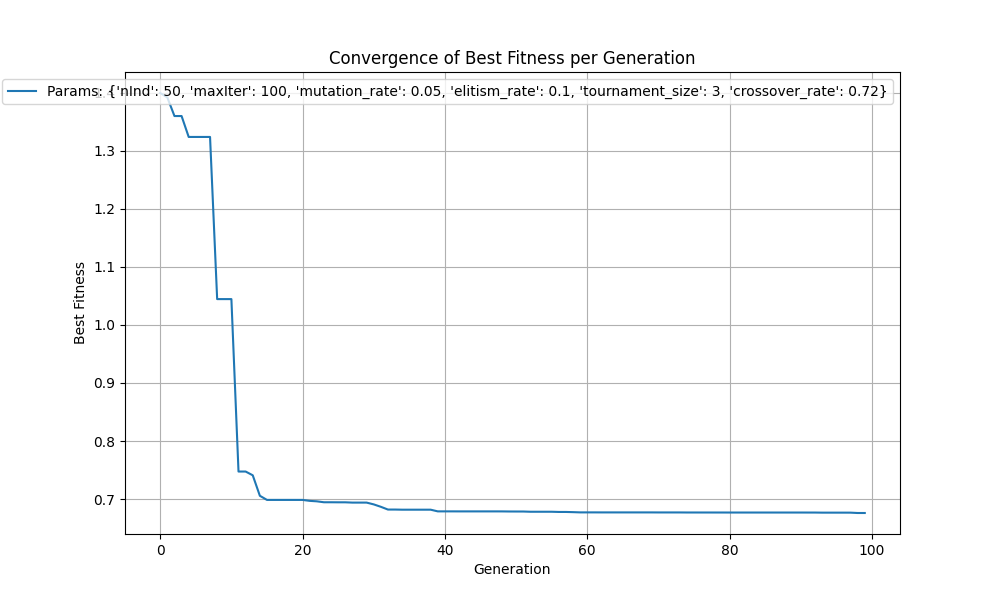 Convergence of Best Fitness per Generation
Params: {'nInd': 50, 'maxIter': 100, 'mutation_rate': 0.05, 'elitism_rate': 0.1, 'tournament_size': 3, 'crossover_rate': 0.72}
1.3
1.2
1.1
1.0
0.9
0.8
0.7
Best Fitness
0 20 40 60 80 100
Generation